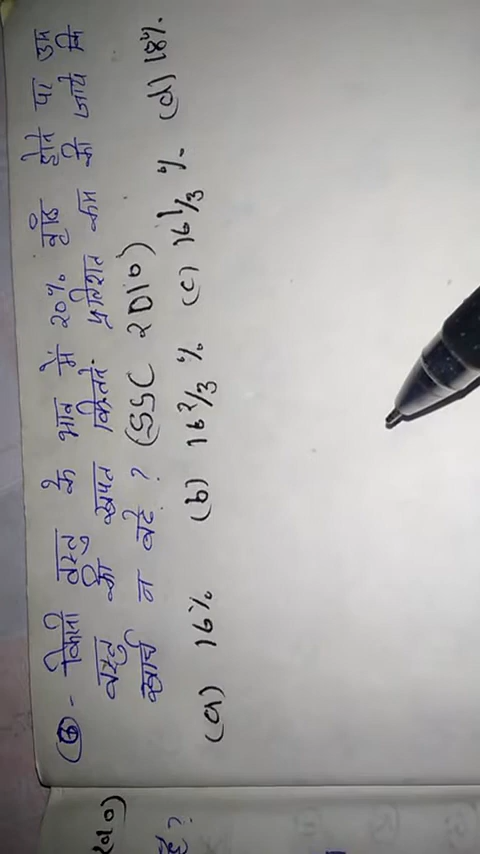 (6)- किसी वस्तु के भाव में 20% वृद्धि होने पर उस
वस्तु की खपत कितने प्रतिशत कम की जाये कि
खर्च न बढे ? (SSC 2010)
(a) 16% (b) 16 2/3 % (c) 16 1/3 % (d) 18%
है ?